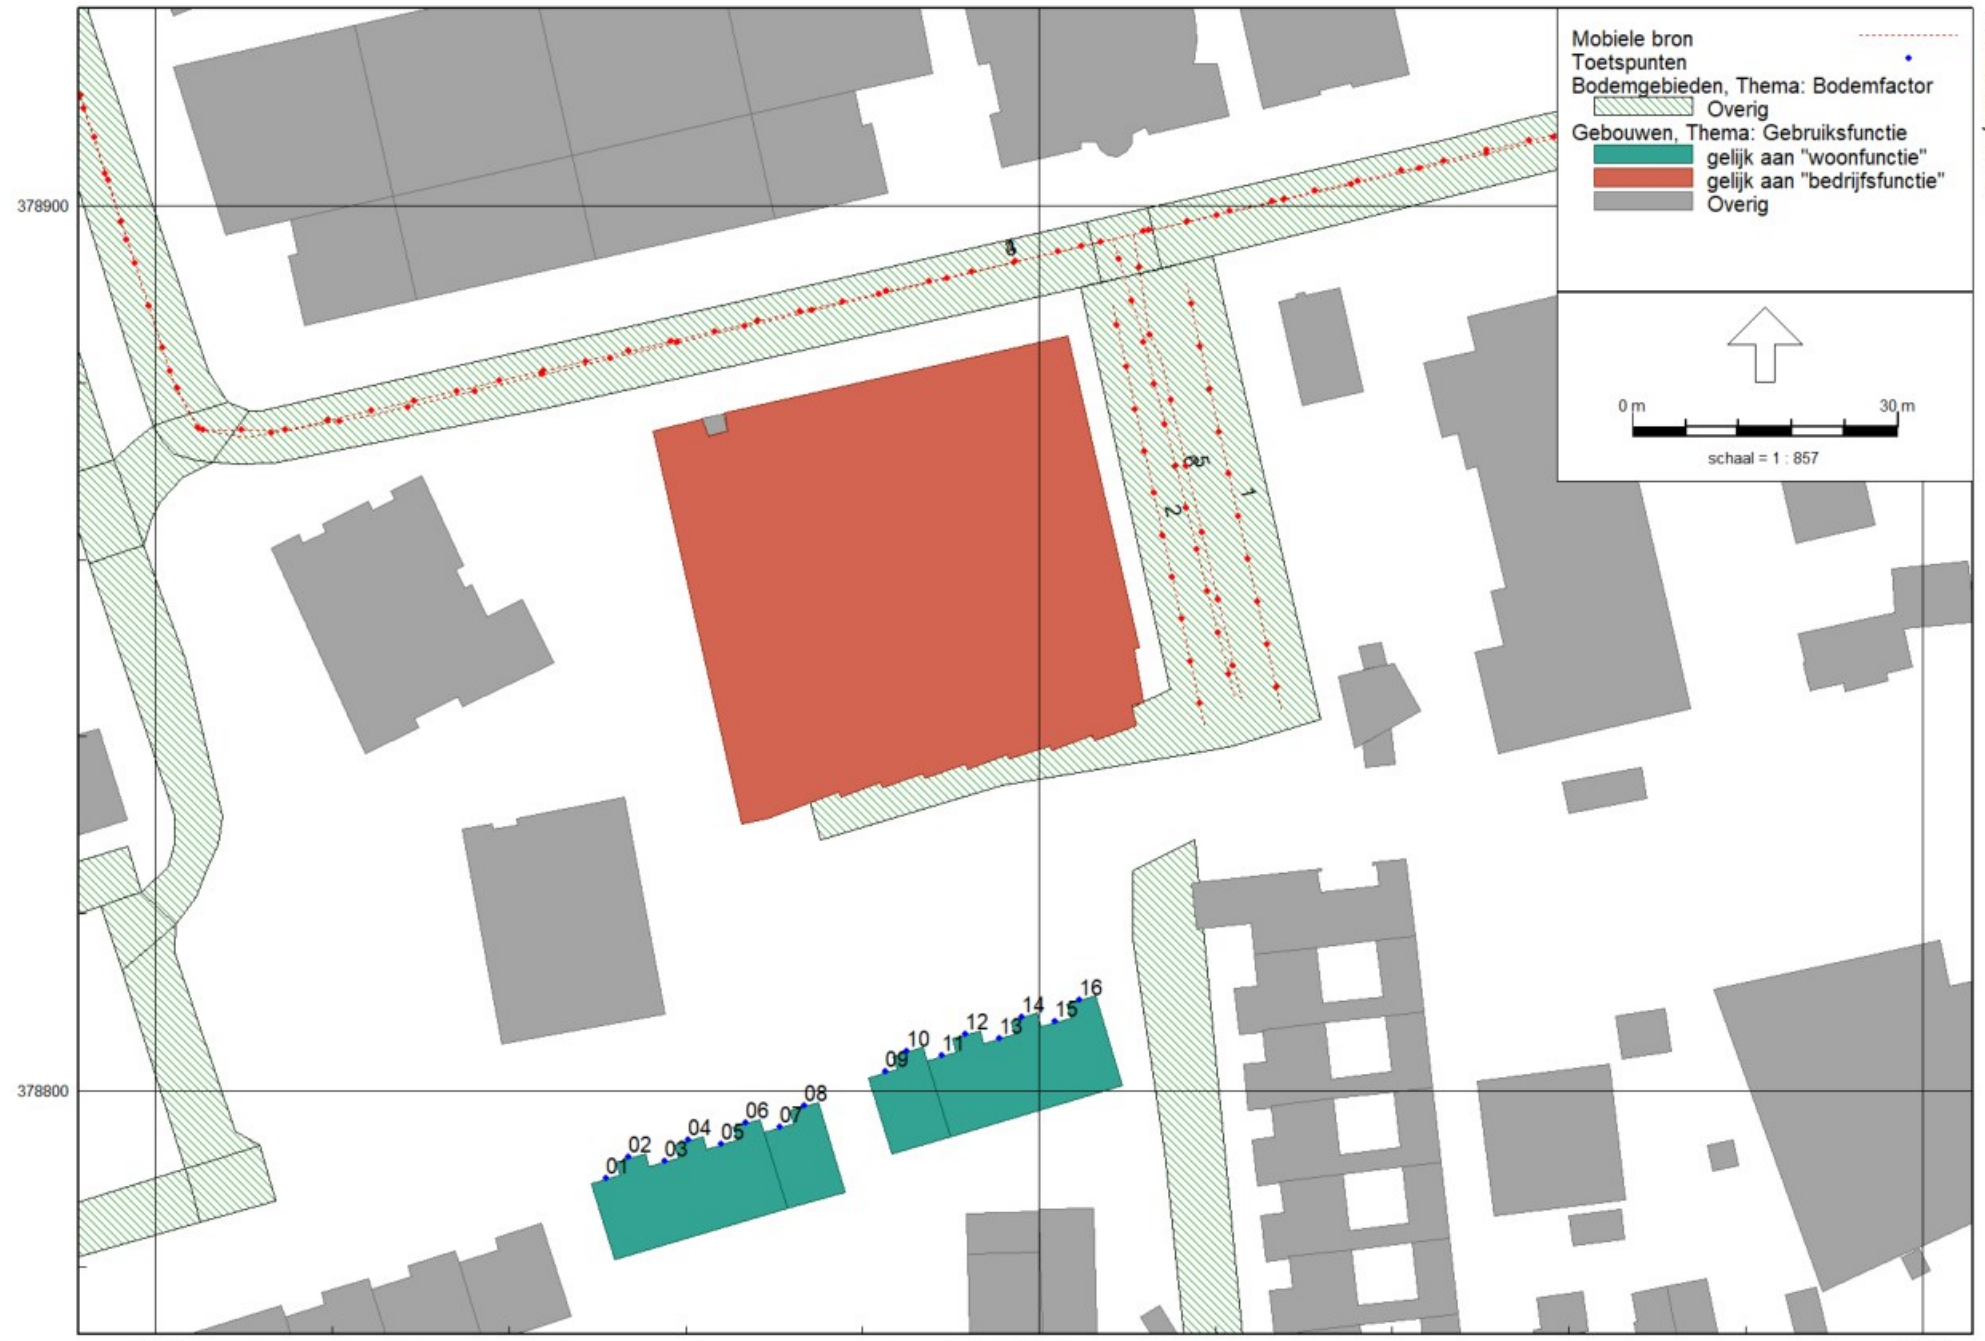 Mobiele bron
Toetspunten
Bodemgebieden, Thema: Bodemfactor
Overig
Gebouwen, Thema: Gebruiksfunctie
gelijk aan "woonfunctie"
gelijk aan "bedrijfsfunctie"
Overig
378900
0 m 30 m
schaal = 1 : 857
5
1
2
16
14
15
12
13
10
11
09
378800
08
06
07
04
05
02
03
01